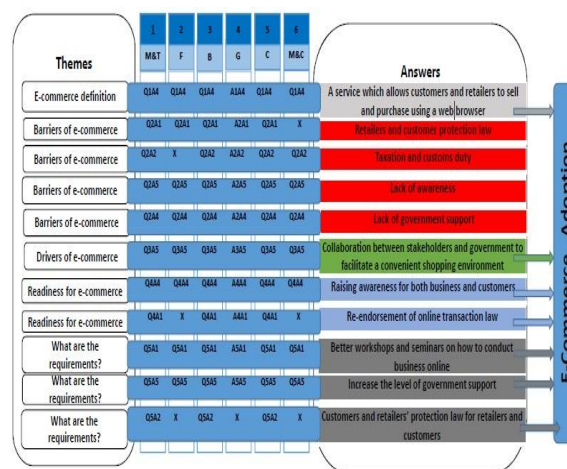 1 2 3 4 5 6
M&T F B G C M&C
Themes
Answers
E-commerce definition Q1A4 Q1A4 Q1A4 A1A4 Q1A4 Q1A4 A service which allows customers and retailers to sell
and purchase using a web browser
Barriers of e-commerce Q2A1 Q2A1 Q2A1 A2A1 Q2A1 X Retailers and customer protection law
Barriers of e-commerce Q2A2 X Q2A2 A2A2 Q2A2 Q2A2 Taxation and customs duty
Barriers of e-commerce Q2A5 Q2A5 Q2A5 A2A5 Q2A5 Q2A5 Lack of awareness
Barriers of e-commerce Q2A4 Q2A4 Q2A4 A2A4 Q2A4 Q2A4 Lack of government support
Drivers of e-commerce Q3A5 Q3A5 Q3A5 A3A5 Q3A5 Q3A5 Collaboration between stakeholders and government to
facilitate a convenient shopping environment
Readiness for e-commerce Q4A4 Q4A4 Q4A4 A4A4 Q4A4 Q4A4 Raising awareness for both business and customers
Readiness for e-commerce Q4A1 X Q4A1 A4A1 Q4A1 X Re-endorsement of online transaction law
What are the
requirements? Q5A1 Q5A1 Q5A1 A5A1 Q5A1 Q5A1 Better workshops and seminars on how to conduct
business online
What are the
requirements? Q5A5 Q5A5 Q5A5 A5A5 Q5A5 Q5A5 Increase the level of government support
What are the
requirements? Q5A2 X Q5A2 X Q5A2 X Customers and retailers' protection law for retailers and
customers
E-Commerce Adoption